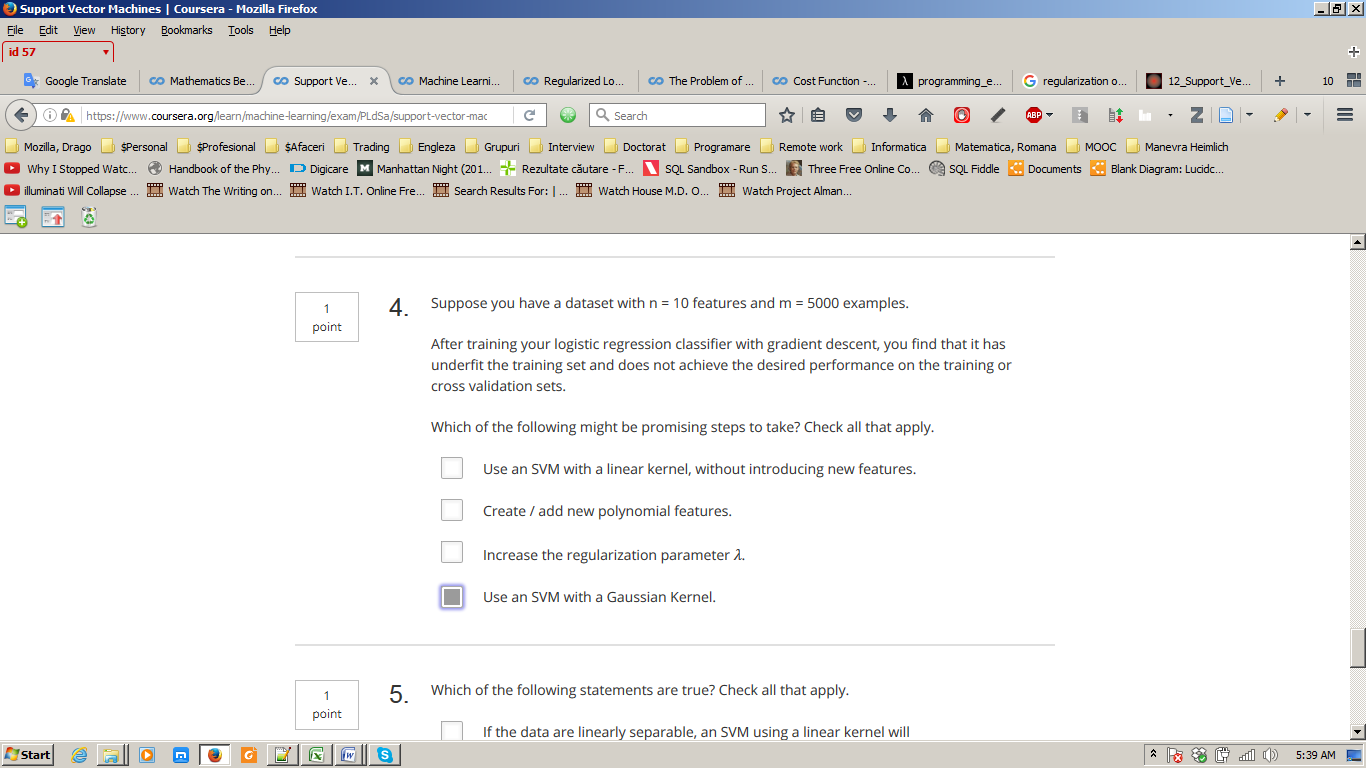 Support Vector Machines | Coursera - Mozilla Firefox
File Edit View History Bookmarks Tools Help
id 57
Google Translate Mathematics Be... Support Ve... Machine Learni... Regularized Lo... The Problem of ... Cost Function -... programming_e... regularization o... 12_Support_Ve... 10
https://www.coursera.org/learn/machine-learning/exam/PLdSa/support-vector-mac Search ABP
Mozilla, Drago $Personal $Profesional $Afaceri Trading Engleza Grupuri Interview Doctorat Programare Remote work Informatica Matematica, Romana MOOC Manevra Heimlich
Why I Stopped Watc... Handbook of the Phy... Digicare Manhattan Night (201... Rezultate căutare - F... SQL Sandbox - Run S... Three Free Online Co... SQL Fiddle Documents Blank Diagram: Lucidc...
illuminati Will Collapse ... Watch The Writing on... Watch I.T. Online Fre... Search Results For: | ... Watch House M.D. O... Watch Project Alman...
1
point
4.
Suppose you have a dataset with n = 10 features and m = 5000 examples.
After training your logistic regression classifier with gradient descent, you find that it has
underfit the training set and does not achieve the desired performance on the training or
cross validation sets.
Which of the following might be promising steps to take? Check all that apply.
Use an SVM with a linear kernel, without introducing new features.
Create / add new polynomial features.
Increase the regularization parameter λ.
Use an SVM with a Gaussian Kernel.
1
point
5.
Which of the following statements are true? Check all that apply.
If the data are linearly separable, an SVM using a linear kernel will
Start 5:39 AM